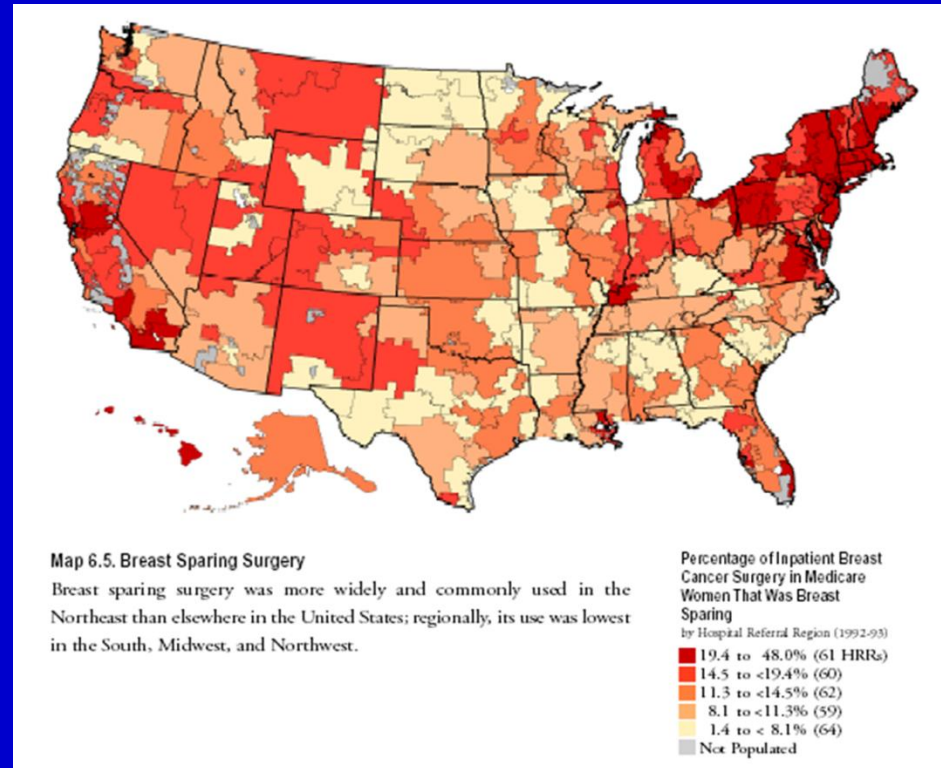 Map 6.5. Breast Sparing Surgery
Breast sparing surgery was more widely and commonly used in the
Northeast than elsewhere in the United States; regionally, its use was lowest
in the South, Midwest, and Northwest.
Percentage of Inpatient Breast
Cancer Surgery in Medicare
Women That Was Breast
Sparing
by Hospital Referral Region (1992-93)
19.4 to 48.0% (61 HRRs)
14.5 to <19.4% (60)
11.3 to <14.5% (62)
8.1 to <11.3% (59)
1.4 to < 8.1% (64)
Not Populated